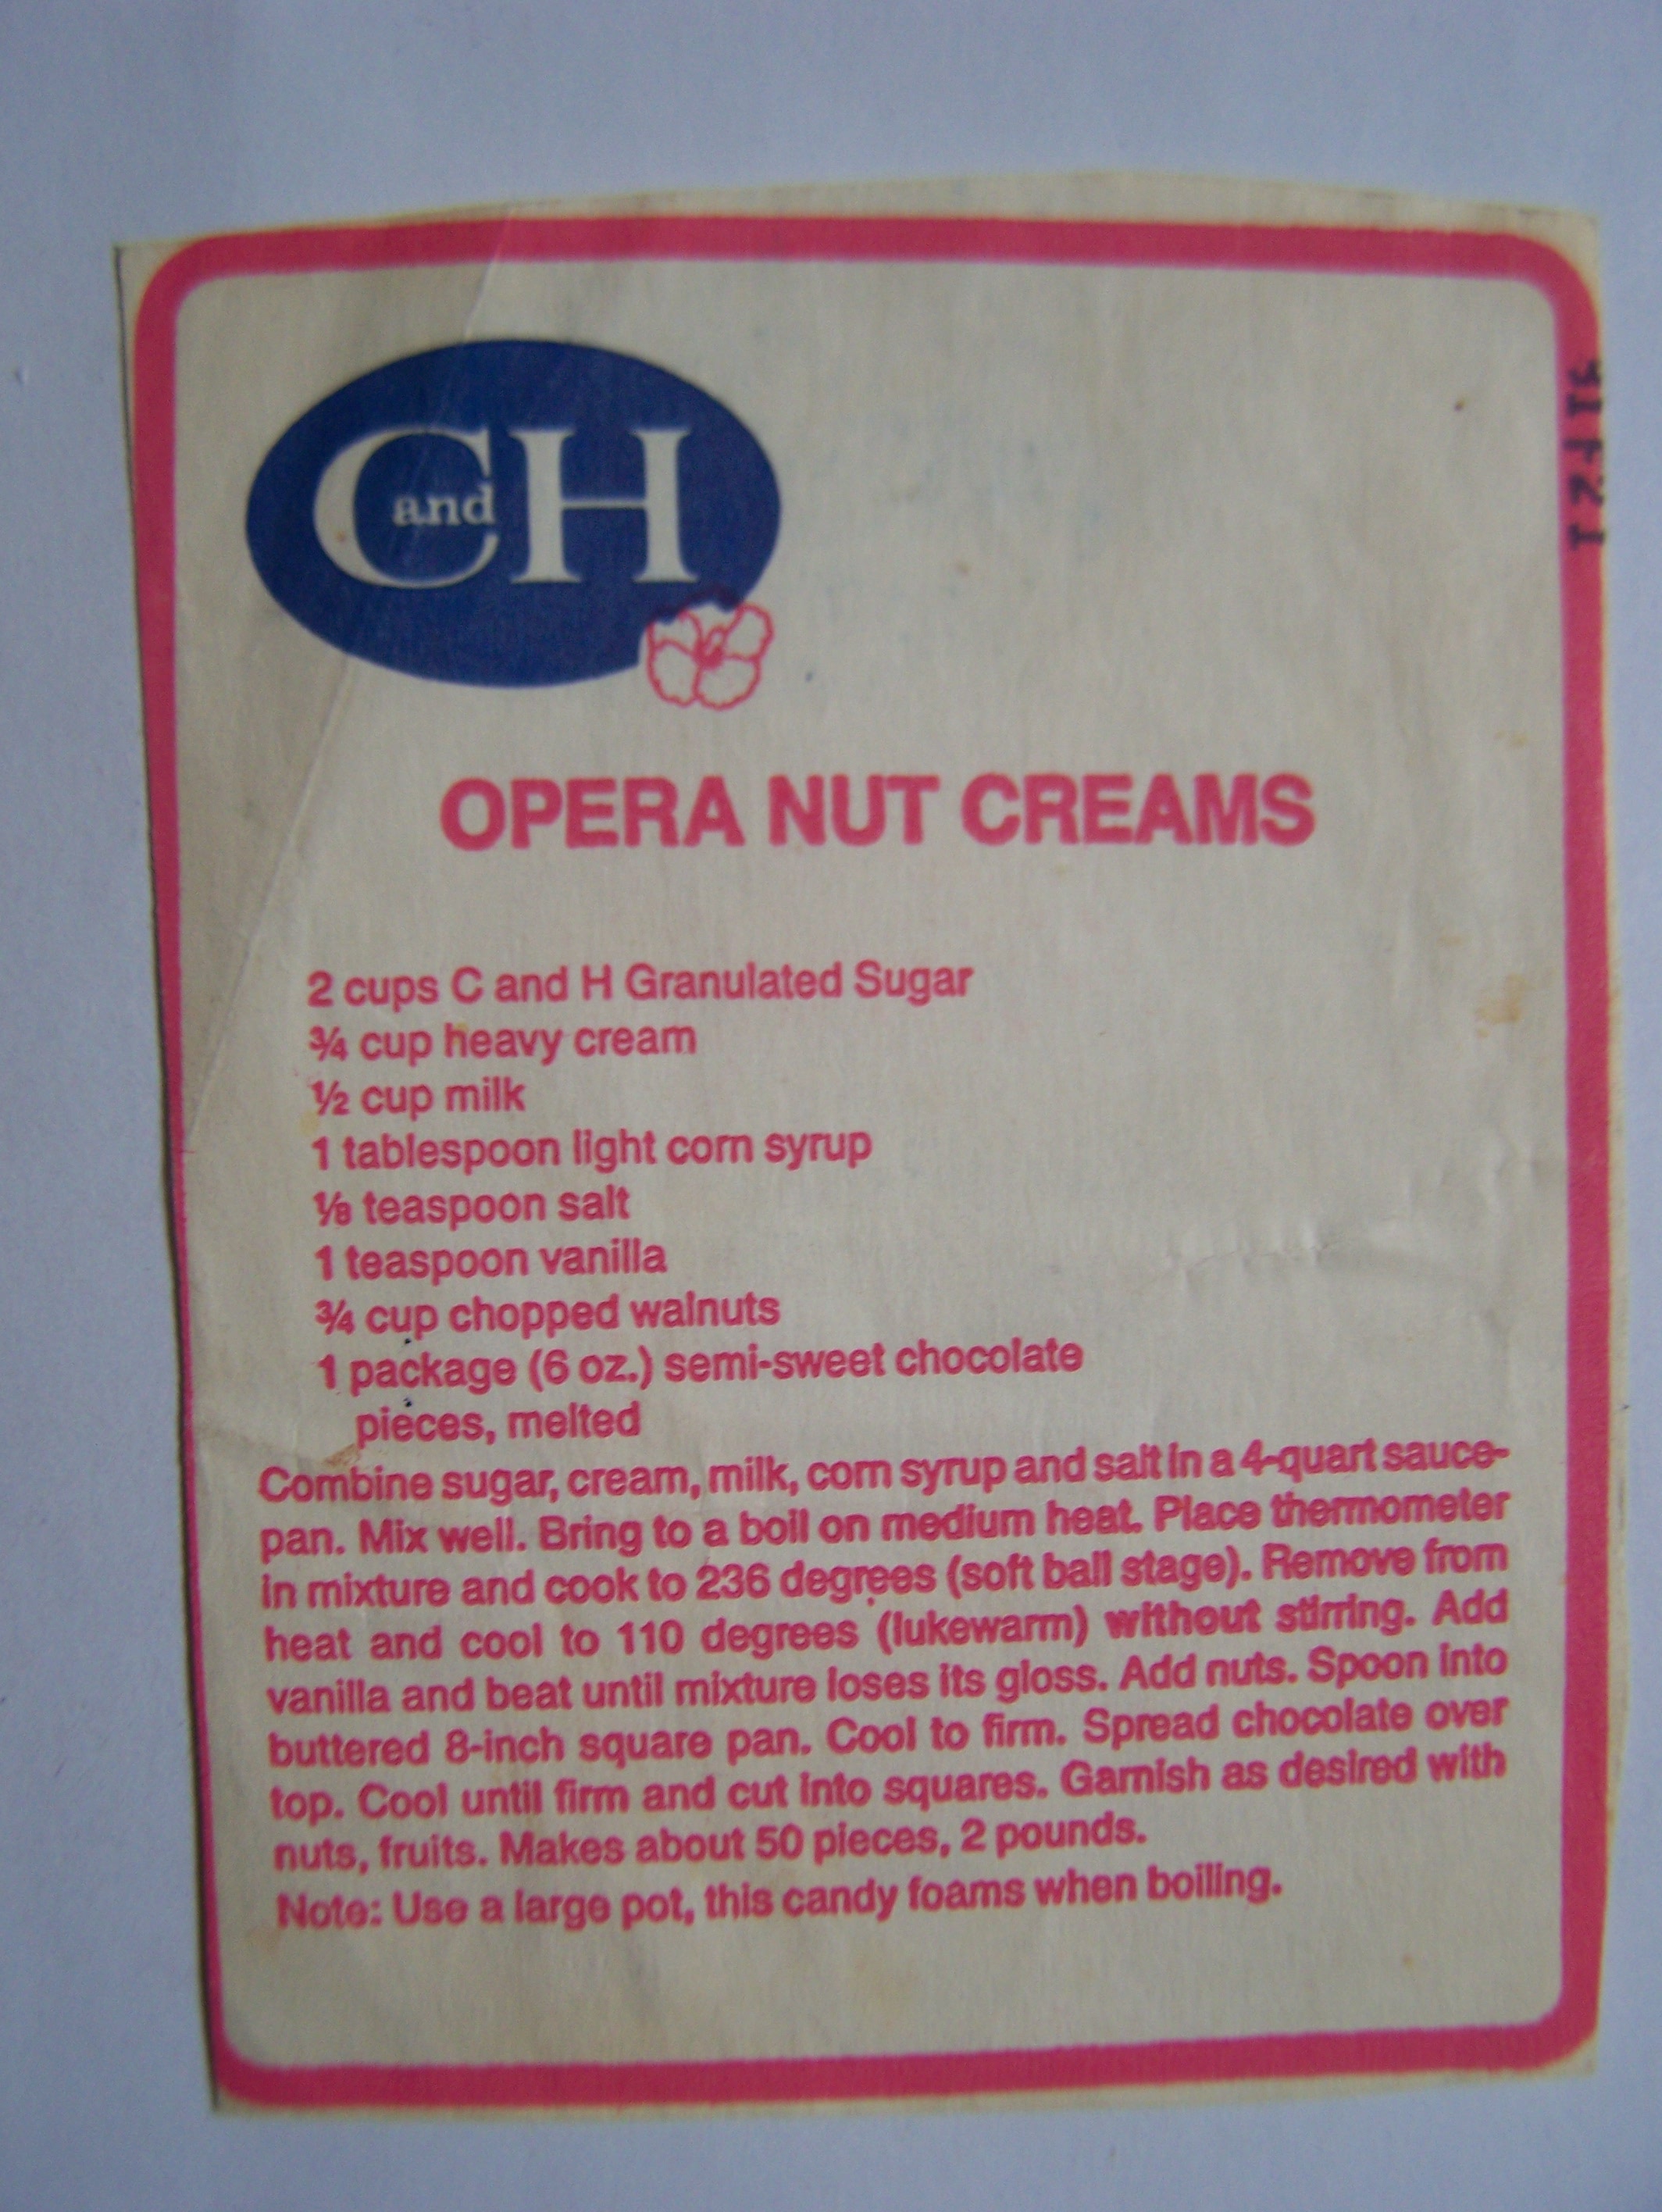 C and H
OPERA NUT CREAMS
2 cups C and H Granulated Sugar
¾ cup heavy cream
½ cup milk
1 tablespoon light corn syrup
⅛ teaspoon salt
1 teaspoon vanilla
¾ cup chopped walnuts
1 package (6 oz.) semi-sweet chocolate
pieces, melted
Combine sugar, cream, milk, corn syrup and salt in a 4-quart sauce-
pan. Mix well. Bring to a boil on medium heat. Place thermometer
in mixture and cook to 236 degrees (soft ball stage). Remove from
heat and cool to 110 degrees (lukewarm) without stirring. Add
vanilla and beat until mixture loses its gloss. Add nuts. Spoon into
buttered 8-inch square pan. Cool to firm. Spread chocolate over
top. Cool until firm and cut into squares. Garnish as desired with
nuts, fruits. Makes about 50 pieces, 2 pounds.
Note: Use a large pot, this candy foams when boiling.